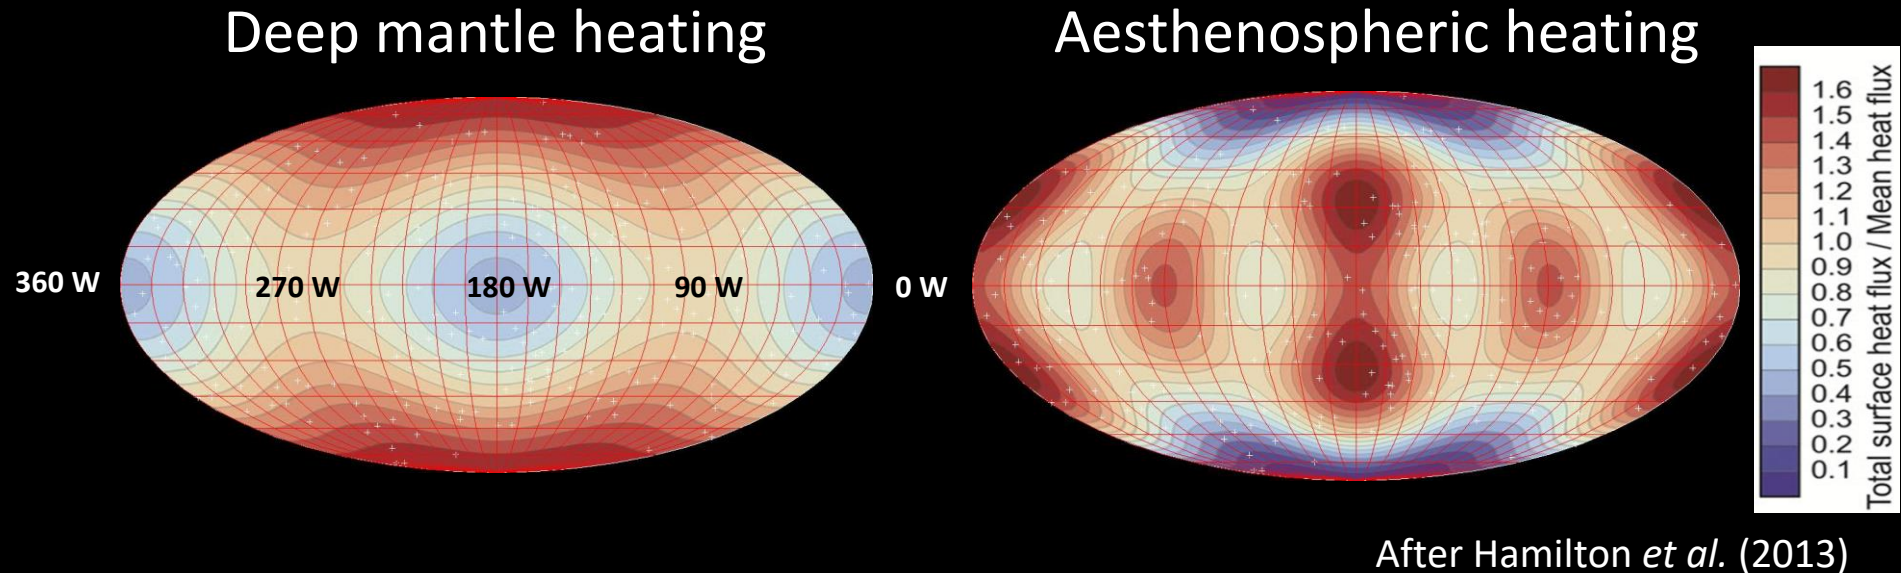 Deep mantle heating
Aesthenospheric heating
360 W
270 W
180 W
90 W
0 W
1.6
1.5
1.4
1.3
1.2
1.1
1.0
0.9
0.8
0.7
0.6
0.5
0.4
0.3
0.2
0.1
Total surface heat flux / Mean heat flux
After Hamilton et al. (2013)